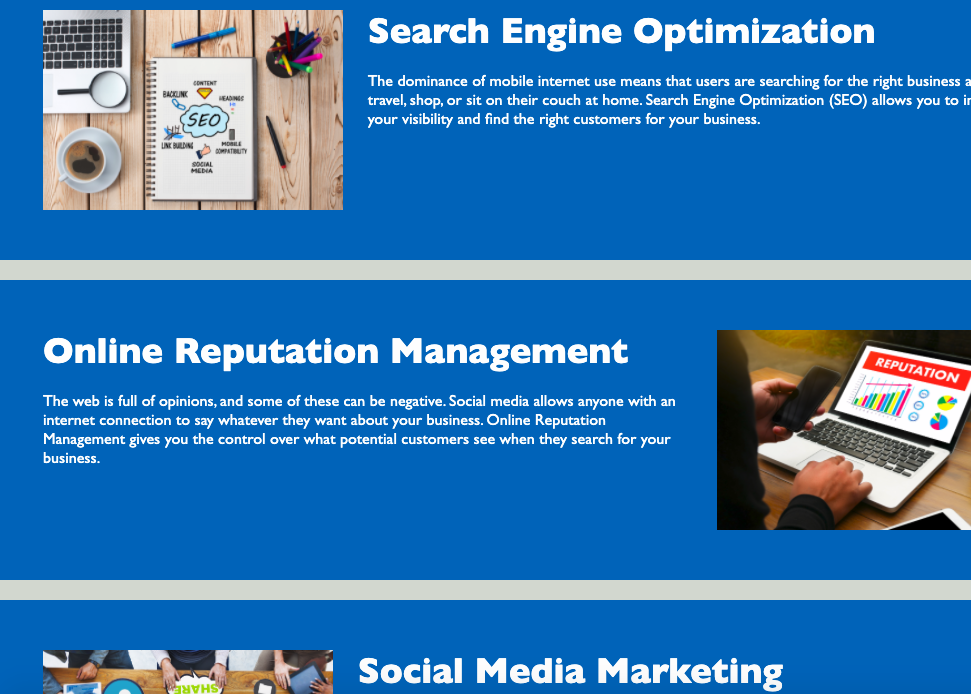 Search Engine Optimization
The dominance of mobile internet use means that users are searching for the right business a
travel, shop, or sit on their couch at home. Search Engine Optimization (SEO) allows you to in
your visibility and find the right customers for your business.
CONTENT
BACKLINK
HEADINGS
SEO
LINK BUILDING
MOBILE
COMPATIBILITY
SOCIAL
MEDIA
Online Reputation Management
The web is full of opinions, and some of these can be negative. Social media allows anyone with an
internet connection to say whatever they want about your business. Online Reputation
Management gives you the control over what potential customers see when they search for your
business.
REPUTATION
Social Media Marketing
SHARE